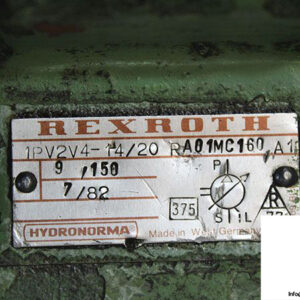 REXROTH
1PV2V4-14/20 RA01MC160,A1
9,150
7/82
375
HYDRONORMA
Made in West Germany